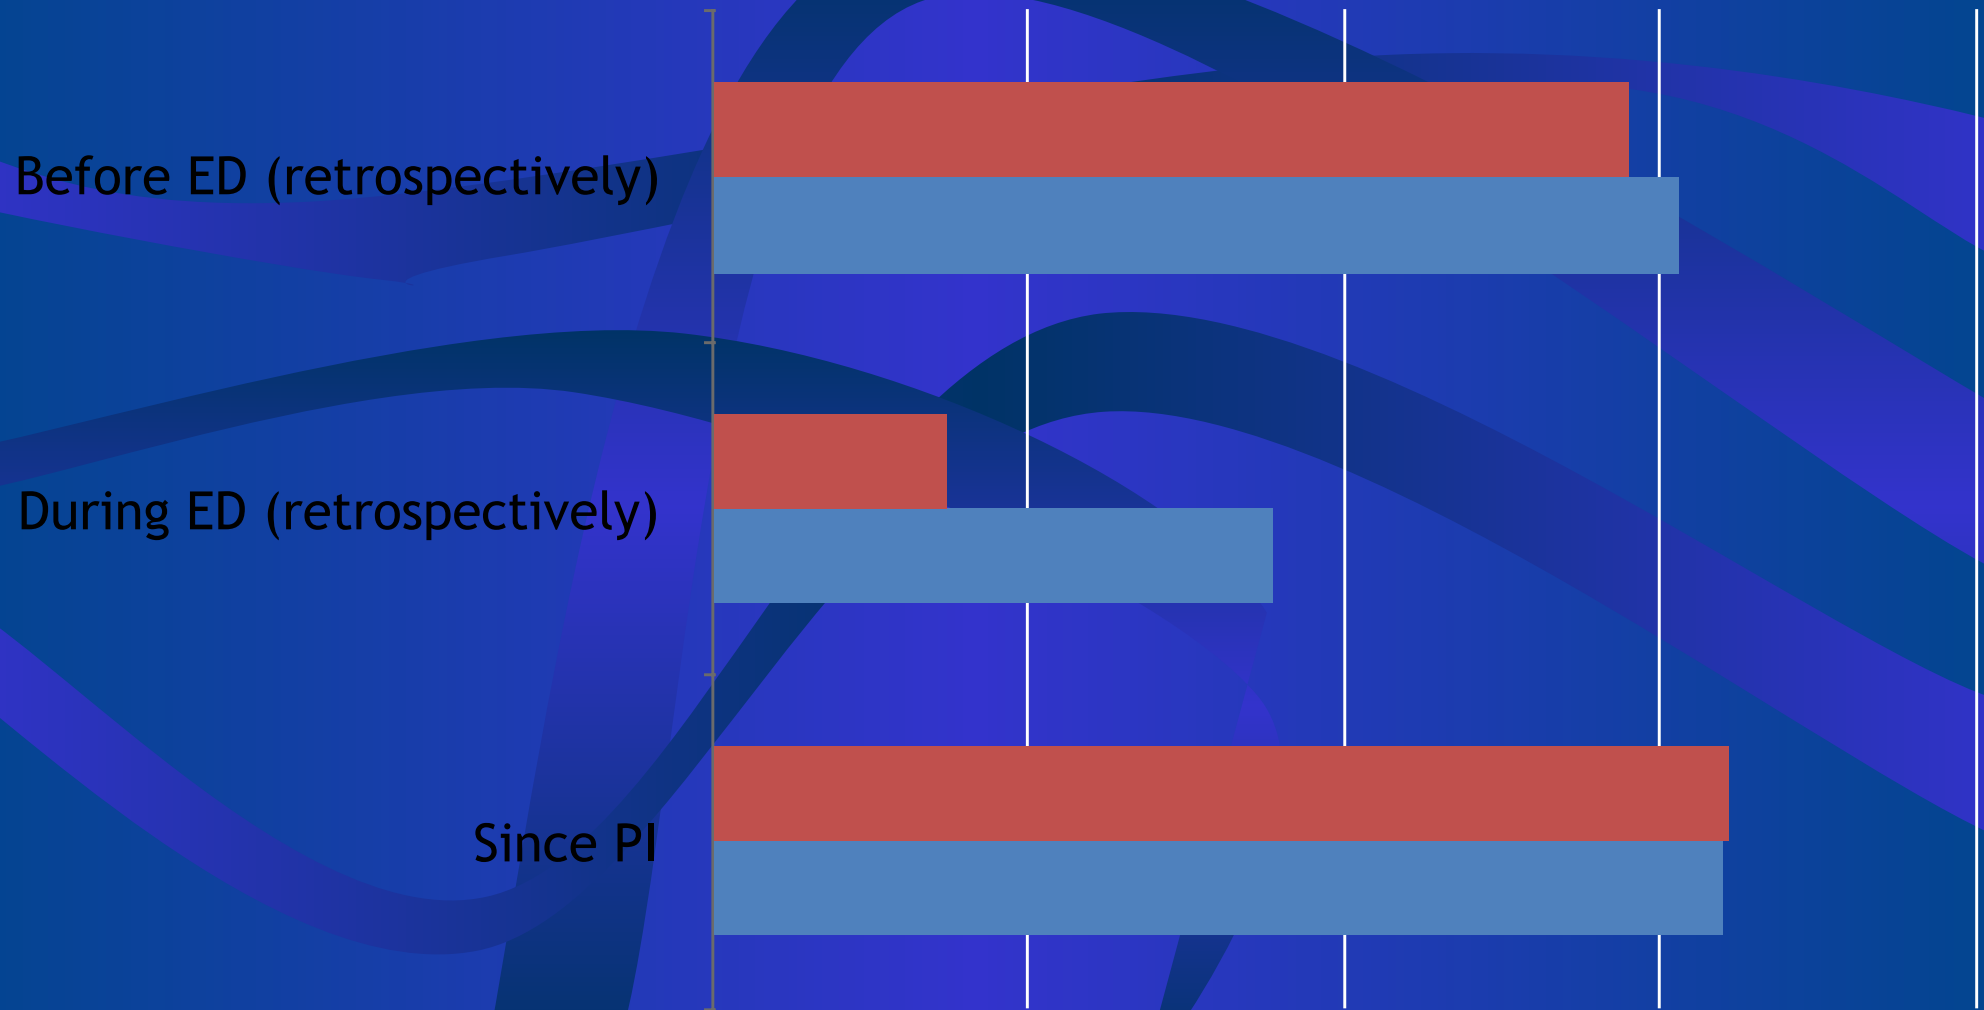 Before ED (retrospectively)
During ED (retrospectively)
Since PI